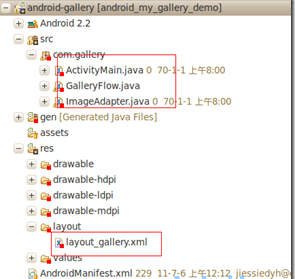 android-gallery [android_my_gallery_demo]
Android 2.2
src
com.gallery
ActivityMain.java 0 70-1-1 上午8:00
GalleryFlow.java
ImageAdapter.java 0 70-1-1 上午8:00
gen [Generated Java Files]
assets
res
drawable
drawable-hdpi
drawable-ldpi
drawable-mdpi
layout
layout_gallery.xml
values
AndroidManifest.xml 229 11-7-6 上午12:12 jiessiedyh@